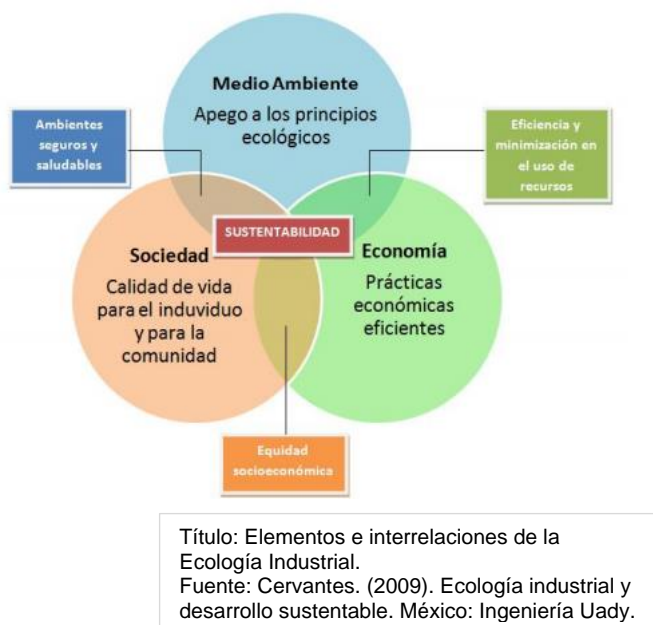 Medio Ambiente
Apego a los principios
ecológicos
Ambientes
seguros y
saludables
Eficiencia y
minimización en
el uso de
recursos
SUSTENTABILIDAD
Sociedad
Calidad de vida
para el induviduo
y para la
comunidad
Economía
Prácticas
económicas
eficientes
Equidad
socioeconómica
Título: Elementos e interrelaciones de la
Ecología Industrial.
Fuente: Cervantes. (2009). Ecología industrial y
desarrollo sustentable. México: Ingeniería Uady.